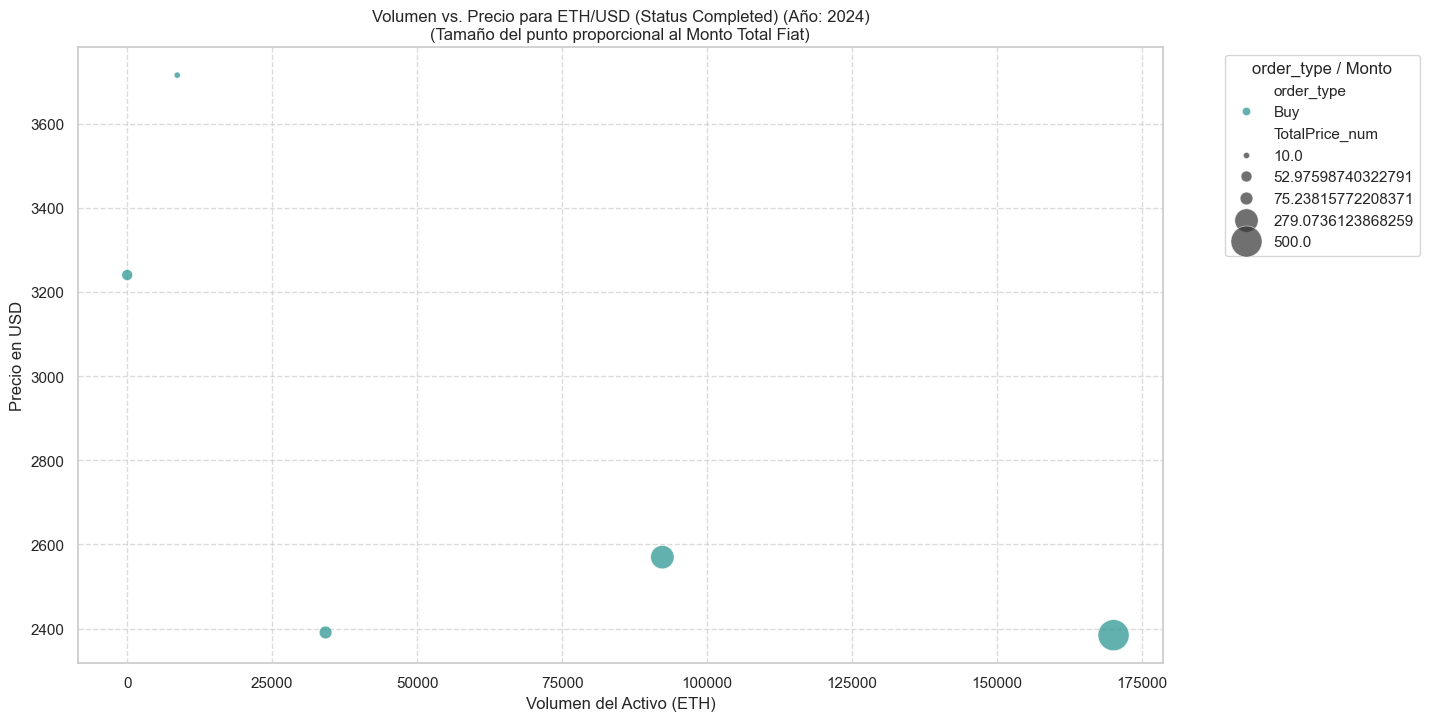 Volumen vs. Precio para ETH/USD (Status Completed) (Año: 2024)
(Tamaño del punto proporcional al Monto Total Fiat)
Precio en USD
3600
3400
3200
3000
2800
2600
2400
0
25000
50000
75000
100000
125000
150000
175000
Volumen del Activo (ETH)
order_type / Monto
order_type
Buy
TotalPrice_num
10.0
52.97598740322791
75.23815772208371
279.0736123868259
500.0